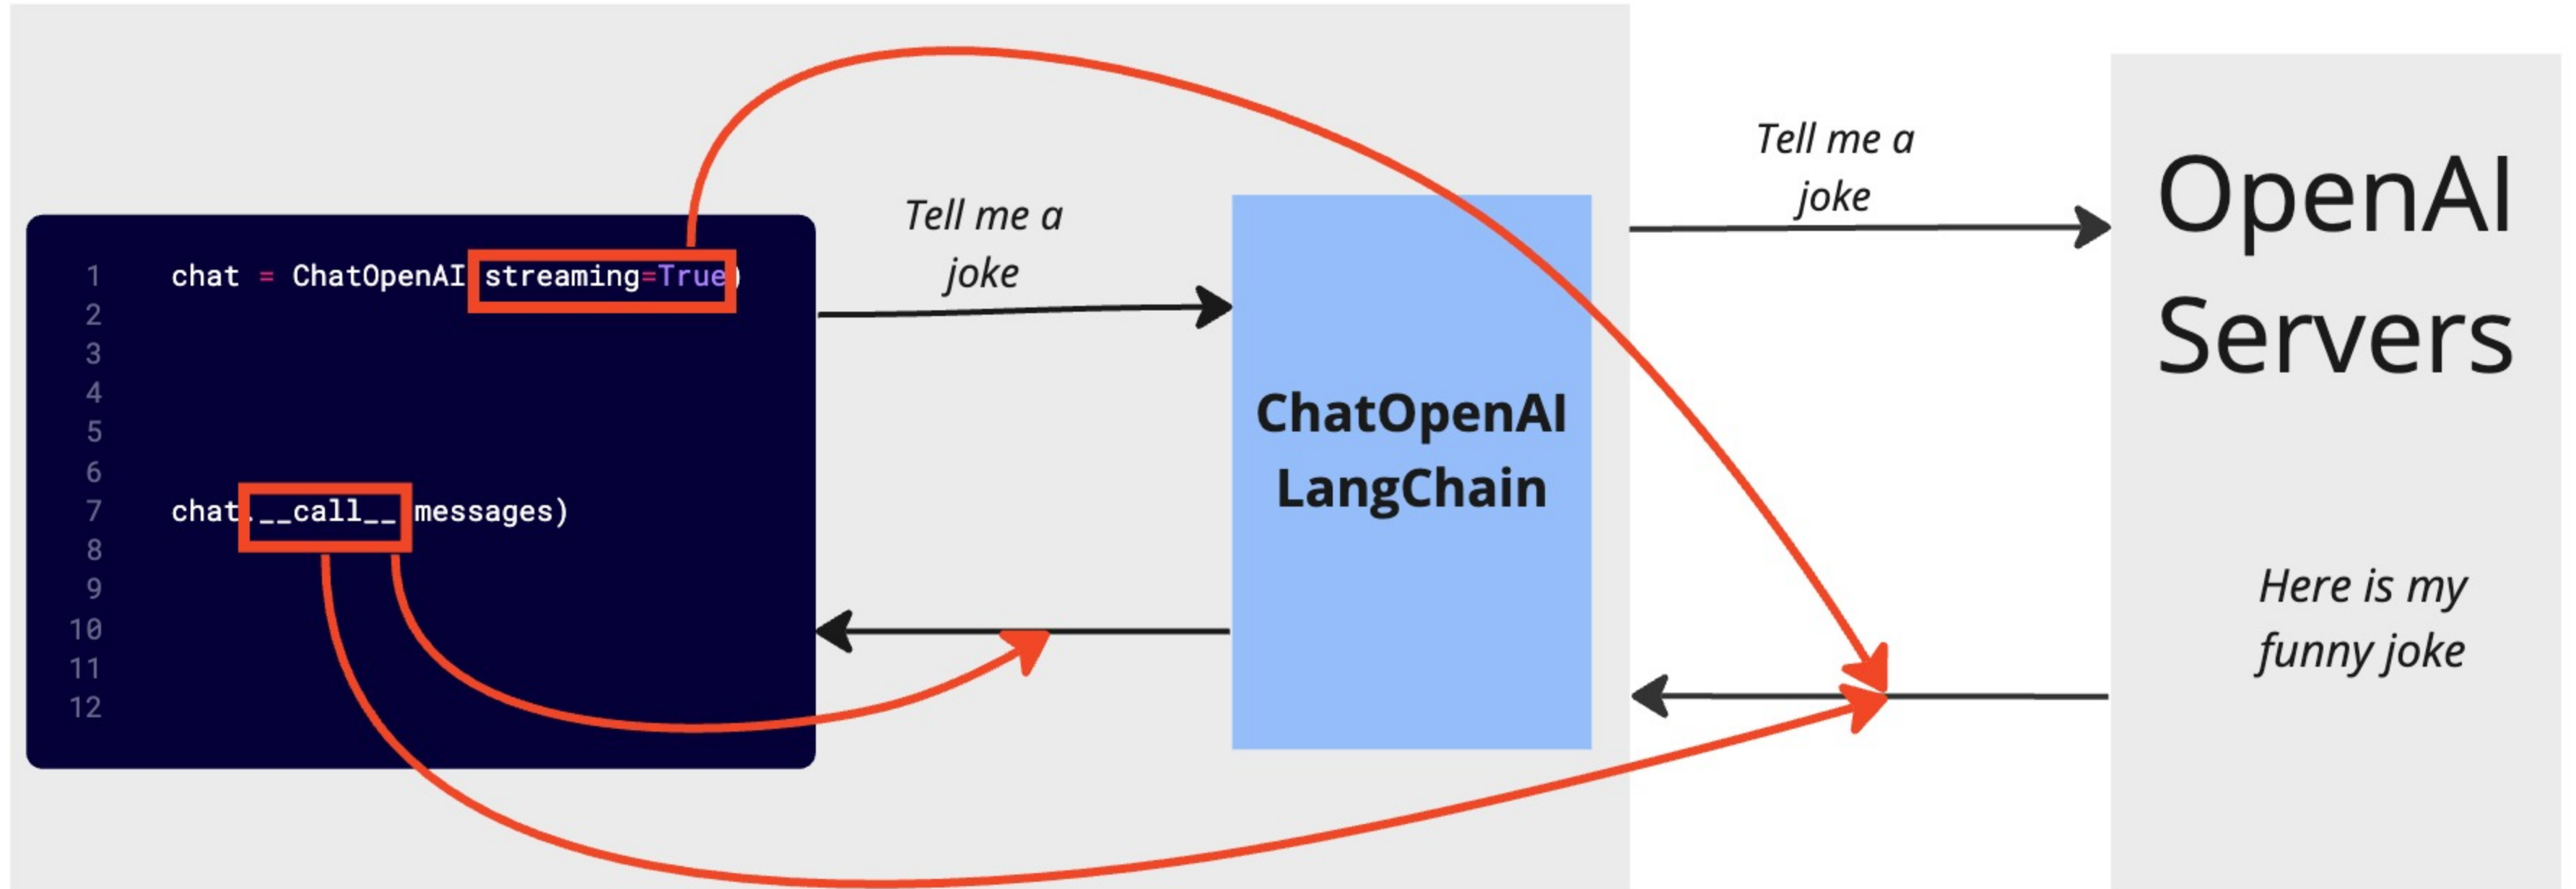 1 chat = ChatOpenAI streaming=True)
2
3
4
5
6
7 chat.__call__ messages)
8
9
10
11
12
Tell me a
joke
ChatOpenAI
LangChain
Tell me a
joke
OpenAI
Servers
Here is my
funny joke